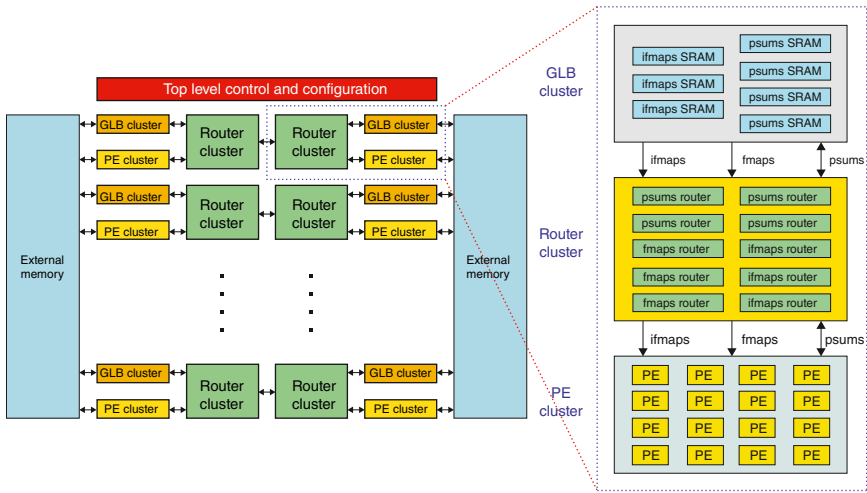 Top level control and configuration
External
memory
GLB cluster
PE cluster
Router
cluster
Router
cluster
GLB cluster
PE cluster
GLB cluster
PE cluster
Router
cluster
Router
cluster
GLB cluster
PE cluster
GLB cluster
PE cluster
Router
cluster
Router
cluster
GLB cluster
PE cluster
External
memory
GLB
cluster
ifmaps SRAM
ifmaps SRAM
ifmaps SRAM
psums SRAM
psums SRAM
psums SRAM
psums SRAM
ifmaps
fmaps
psums
Router
cluster
psums router
psums router
psums router
psums router
fmaps router
ifmaps router
fmaps router
ifmaps router
fmaps router
ifmaps router
ifmaps
fmaps
psums
PE
cluster
PE PE PE PE
PE PE PE PE
PE PE PE PE
PE PE PE PE